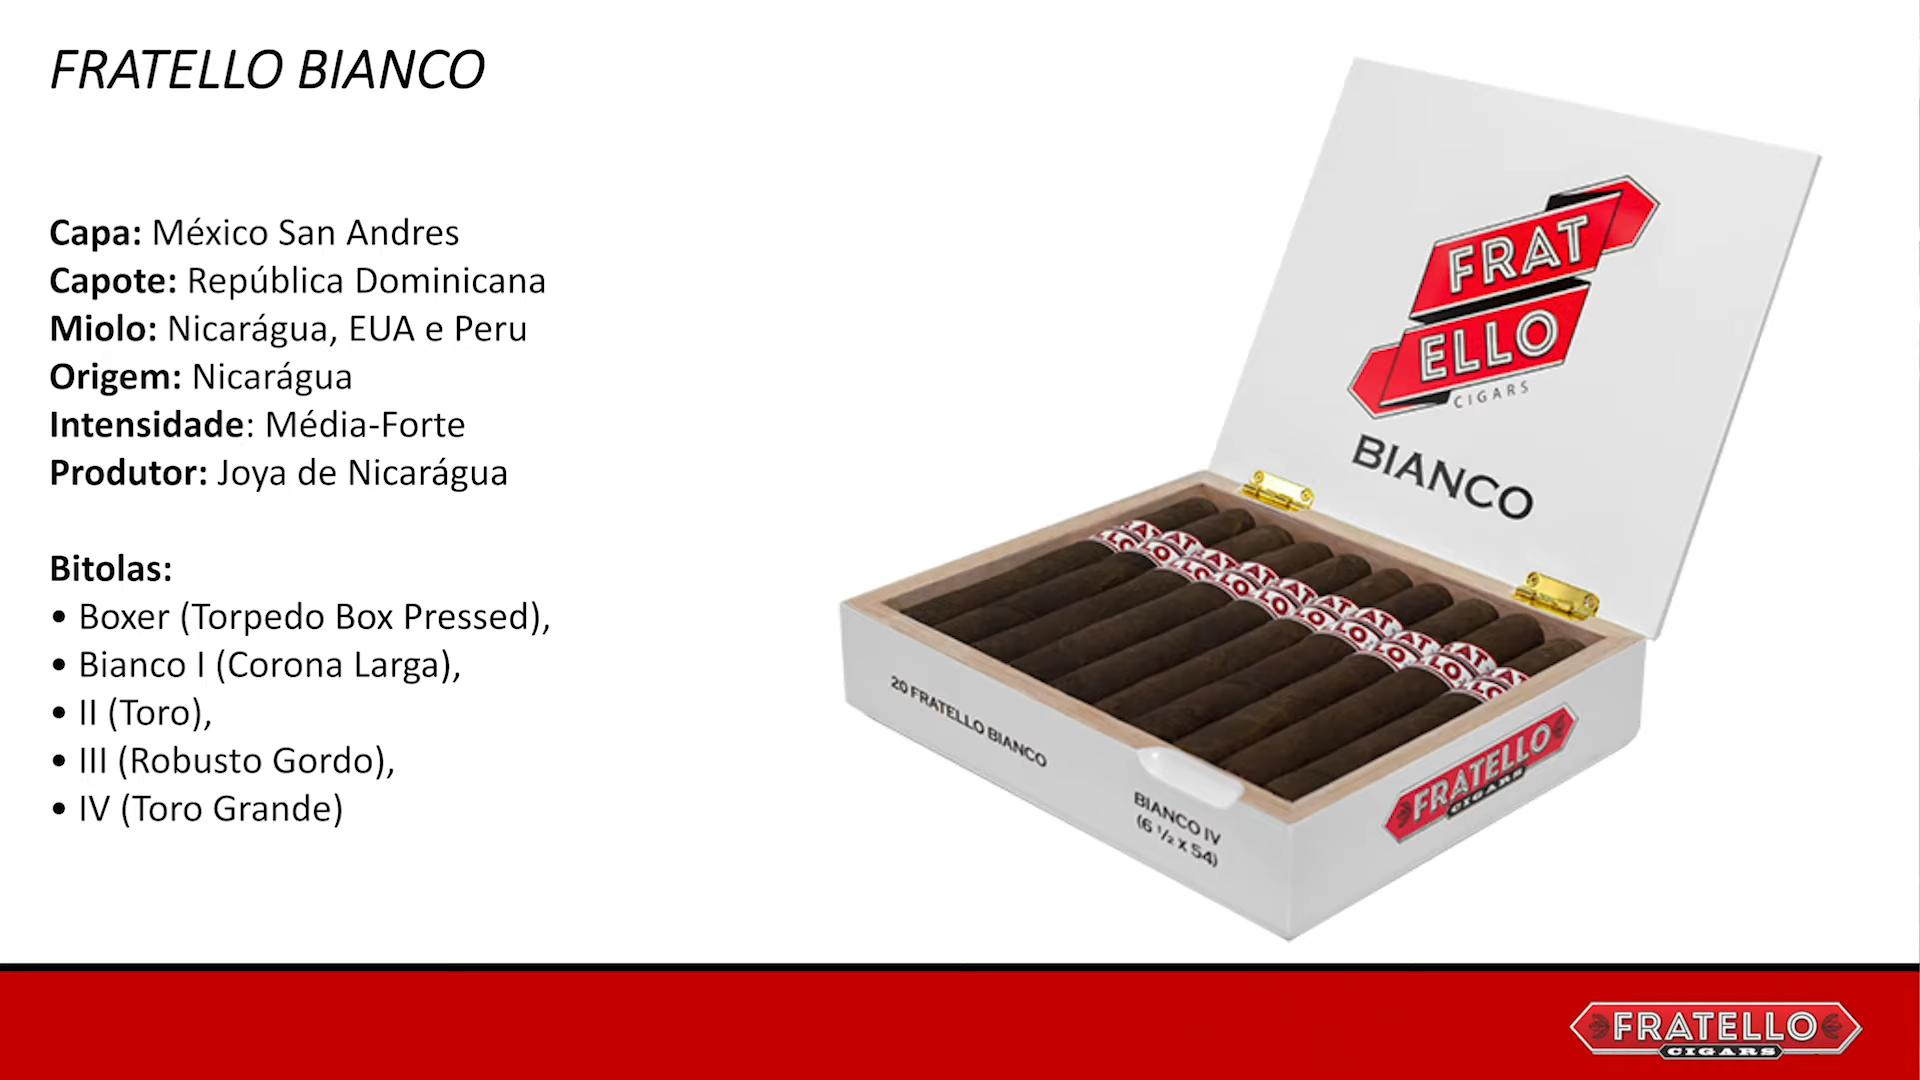 FRATELLO BIANCO
Capa: México San Andres
Capote: República Dominicana
Miolo: Nicarágua, EUA e Peru
Origem: Nicarágua
Intensidade: Média-Forte
Produtor: Joya de Nicarágua
Bitolas:
• Boxer (Torpedo Box Pressed),
• Bianco I (Corona Larga),
• II (Toro),
• III (Robusto Gordo),
• IV (Toro Grande)
FRAT
ELLO
CIGARS
BIANCO
20 FRATELLO BIANCO
BIANCO IV
(6 ½ x 54)
FRATELLO
CIGARS
FRATELLO
CIGARS